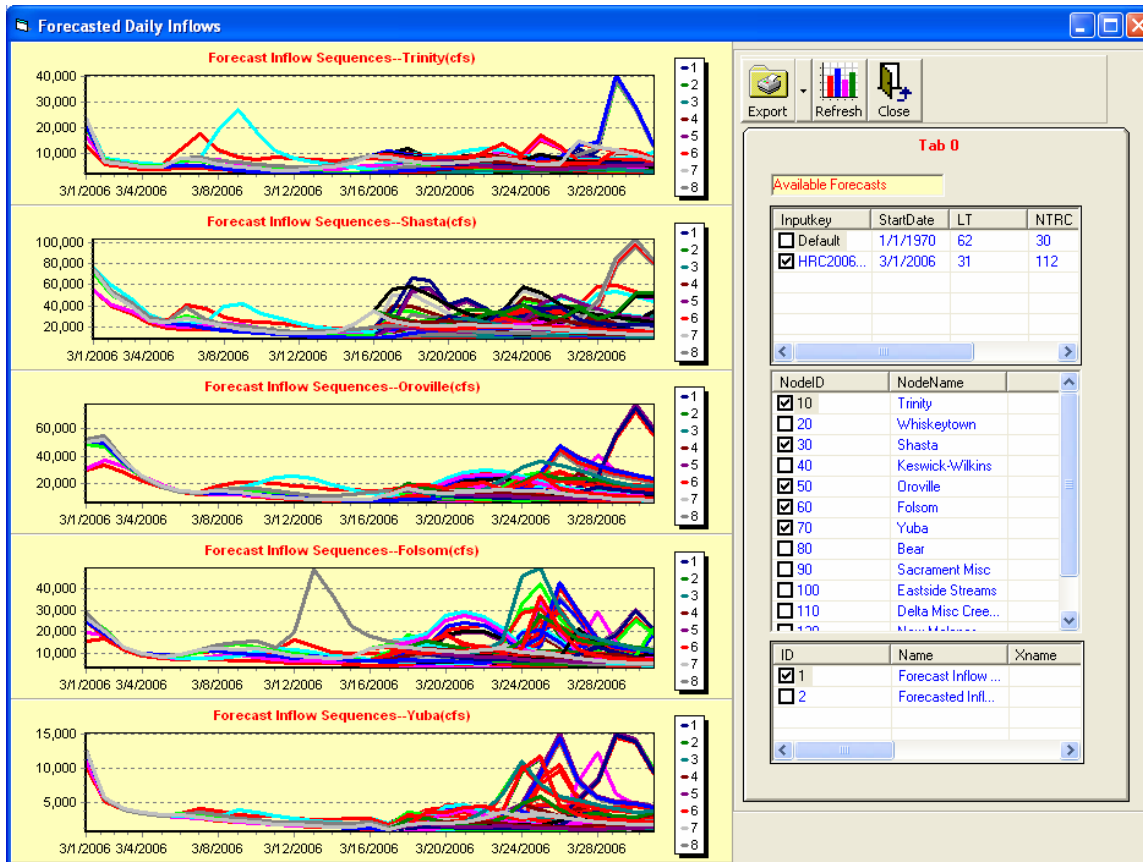 Forecasted Daily Inflows
Forecast Inflow Sequences--Trinity(cfs)
40,000
30,000
20,000
10,000
3/1/2006 3/4/2006 3/8/2006 3/12/2006 3/16/2006 3/20/2006 3/24/2006 3/28/2006
1
2
3
4
5
6
7
8
Forecast Inflow Sequences--Shasta(cfs)
100,000
80,000
60,000
40,000
20,000
3/1/2006 3/4/2006 3/8/2006 3/12/2006 3/16/2006 3/20/2006 3/24/2006 3/28/2006
1
2
3
4
5
6
7
8
Forecast Inflow Sequences--Oroville(cfs)
60,000
40,000
20,000
3/1/2006 3/4/2006 3/8/2006 3/12/2006 3/16/2006 3/20/2006 3/24/2006 3/28/2006
1
2
3
4
5
6
7
8
Forecast Inflow Sequences--Folsom(cfs)
40,000
30,000
20,000
10,000
3/1/2006 3/4/2006 3/8/2006 3/12/2006 3/16/2006 3/20/2006 3/24/2006 3/28/2006
1
2
3
4
5
6
7
8
Forecast Inflow Sequences--Yuba(cfs)
15,000
10,000
5,000
3/1/2006 3/4/2006 3/8/2006 3/12/2006 3/16/2006 3/20/2006 3/24/2006 3/28/2006
1
2
3
4
5
6
7
8
Export Refresh Close
Tab 0
Available Forecasts
Inputkey StartDate LT NTRC
Default 1/1/1970 62 30
HRC2006... 3/1/2006 31 112
NodeID NodeName
10 Trinity
20 Whiskeytown
30 Shasta
40 Keswick-Wilkins
50 Oroville
60 Folsom
70 Yuba
80 Bear
90 Sacrament Misc
100 Eastside Streams
110 Delta Misc Cree...
ID Name Xname
1 Forecast Inflow ...
2 Forecasted Infl...